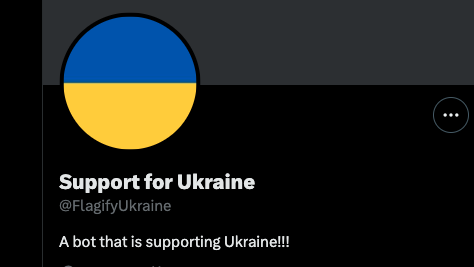 Support for Ukraine
@FlagifyUkraine
A bot that is supporting Ukraine!!!